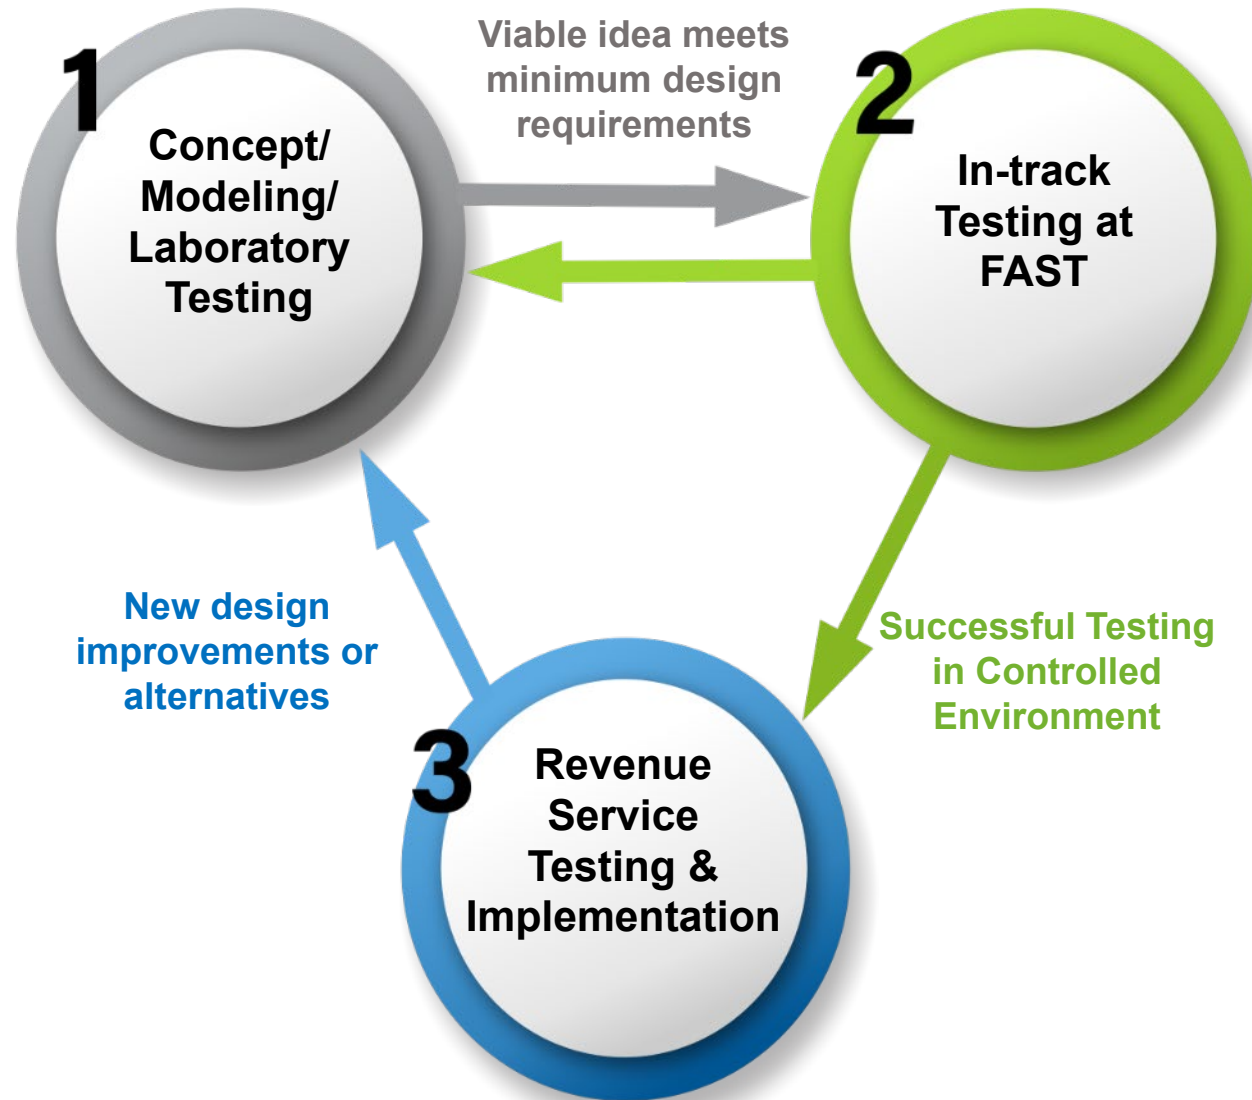 1
Concept/
Modeling/
Laboratory
Testing
Viable idea meets
minimum design
requirements
2
In-track
Testing at
FAST
New design
improvements or
alternatives
Successful Testing
in Controlled
Environment
3
Revenue
Service
Testing &
Implementation